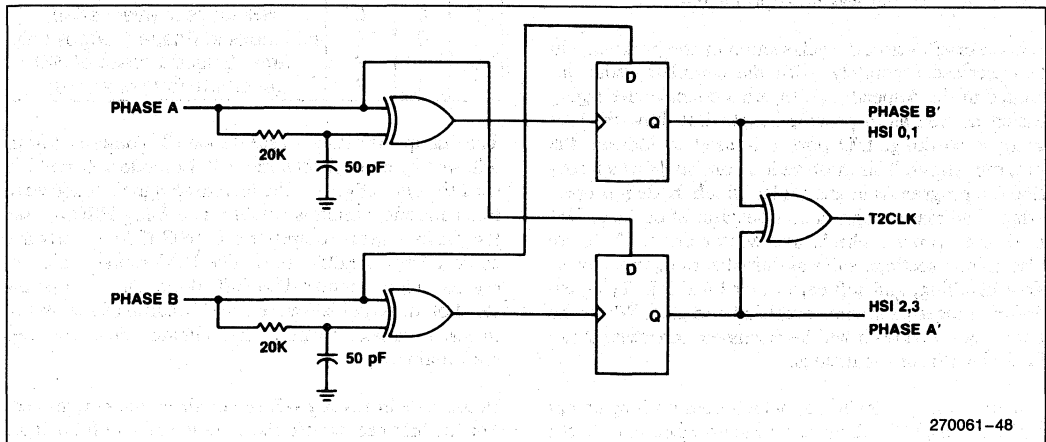 D
PHASE A
Q
PHASE B'
HSI 0,1
20K
50 pF
T2CLK
D
PHASE B
Q
HSI 2,3
PHASE A'
20K
50 pF
270061-48